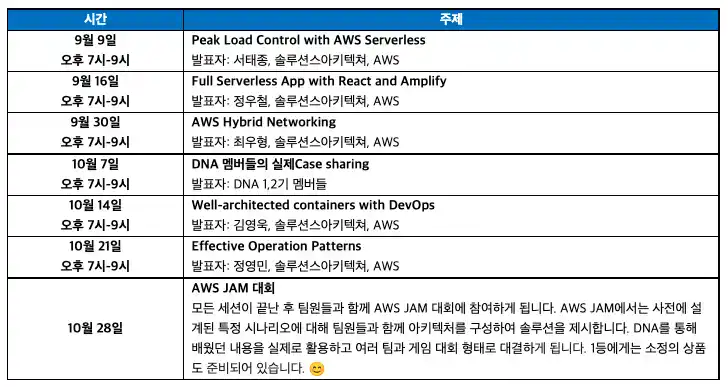 시간
주제
9월 9일
오후 7시-9시
Peak Load Control with AWS Serverless
발표자: 서태종, 솔루션스아키텍쳐, AWS
9월 16일
오후 7시-9시
Full Serverless App with React and Amplify
발표자: 정우철, 솔루션스아키텍쳐, AWS
9월 30일
오후 7시-9시
AWS Hybrid Networking
발표자: 최우형, 솔루션스아키텍쳐, AWS
10월 7일
오후 7시-9시
DNA 멤버들의 실제Case sharing
발표자: DNA 1,2기 멤버들
10월 14일
오후 7시-9시
Well-architected containers with DevOps
발표자: 김영욱, 솔루션스아키텍쳐, AWS
10월 21일
오후 7시-9시
Effective Operation Patterns
발표자: 정영민, 솔루션스아키텍쳐, AWS
10월 28일
AWS JAM 대회
모든 세션이 끝난 후 팀원들과 함께 AWS JAM 대회에 참여하게 됩니다. AWS JAM에서는 사전에 설
계된 특정 시나리오에 대해 팀원들과 함께 아키텍처를 구성하여 솔루션을 제시합니다. DNA를 통해
배웠던 내용을 실제로 활용하고 여러 팀과 게임 대회 형태로 대결하게 됩니다. 1등에게는 소정의 상품
도 준비되어 있습니다. 😊